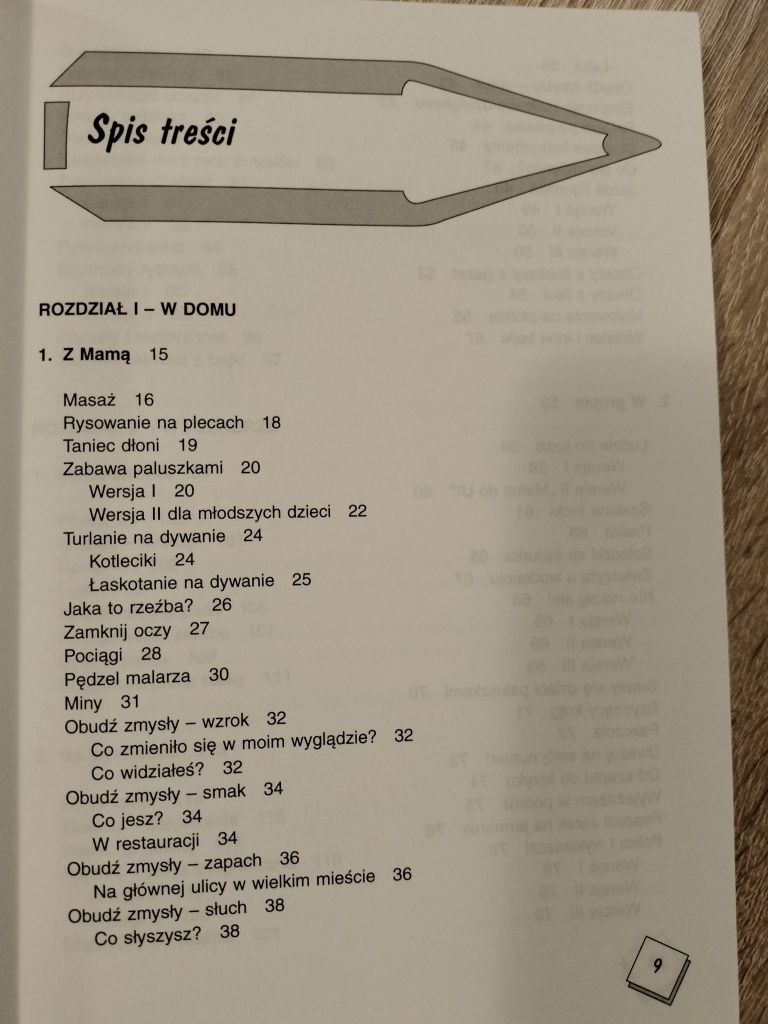 Spis treści
ROZDZIAŁ I – W DOMU
1. Z Mamą 15
Masaż 16
Rysowanie na plecach 18
Taniec dłoni 19
Zabawa paluszkami 20
Wersja I 20
Wersja II dla młodszych dzieci 22
Turlanie na dywanie 24
Kotleciki 24
Łaskotanie na dywanie 25
Jaka to rzeźba? 26
Zamknij oczy 27
Pociągi 28
Pędzel malarza 30
Miny 31
Obudź zmysły – wzrok 32
Co zmieniło się w moim wyglądzie? 32
Co widziałeś? 32
Obudź zmysły – smak 34
Co jesz? 34
W restauracji 34
Obudź zmysły – zapach 36
Na głównej ulicy w wielkim mieście 36
Obudź zmysły – słuch 38
Co słyszysz? 38
9